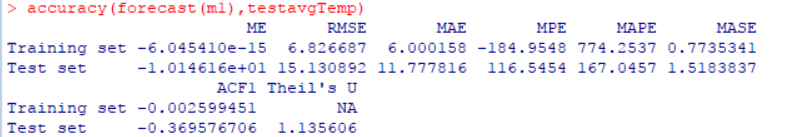 > accuracy(forecast(m1),testavgTemp)
ME RMSE MAE MPE MAPE MASE
Training set -6.045410e-15 6.826687 6.000158 -184.9548 774.2537 0.7735341
Test set -1.014616e+01 15.130892 11.777816 116.5454 167.0457 1.5183837
ACF1 Theil's U
Training set -0.002599451 NA
Test set -0.369576706 1.135606